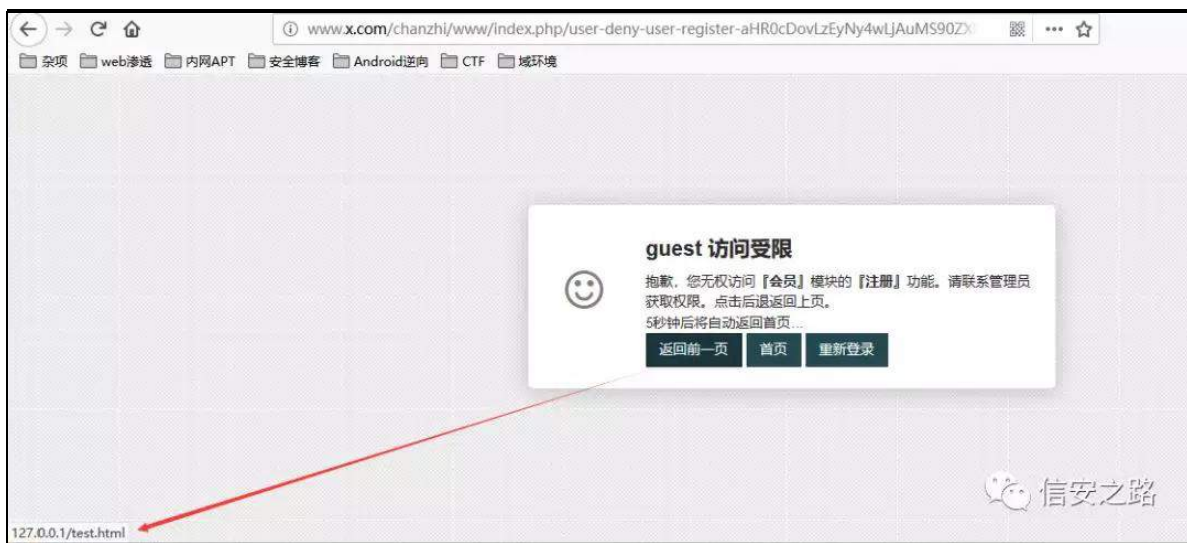 www.x.com/chanzhi/www/index.php/user-deny-user-register-aHR0cDovLzEyNy4wLjAuMS90ZX
杂项 web渗透 内网APT 安全博客 Android逆向 CTF 域环境
guest 访问受限
抱歉，您无权访问『会员』模块的『注册』功能。请联系管理员
获取权限。点击后退返回上页。
5秒钟后将自动返回首页...
返回前一页 首页 重新登录
信安之路
127.0.0.1/test.html